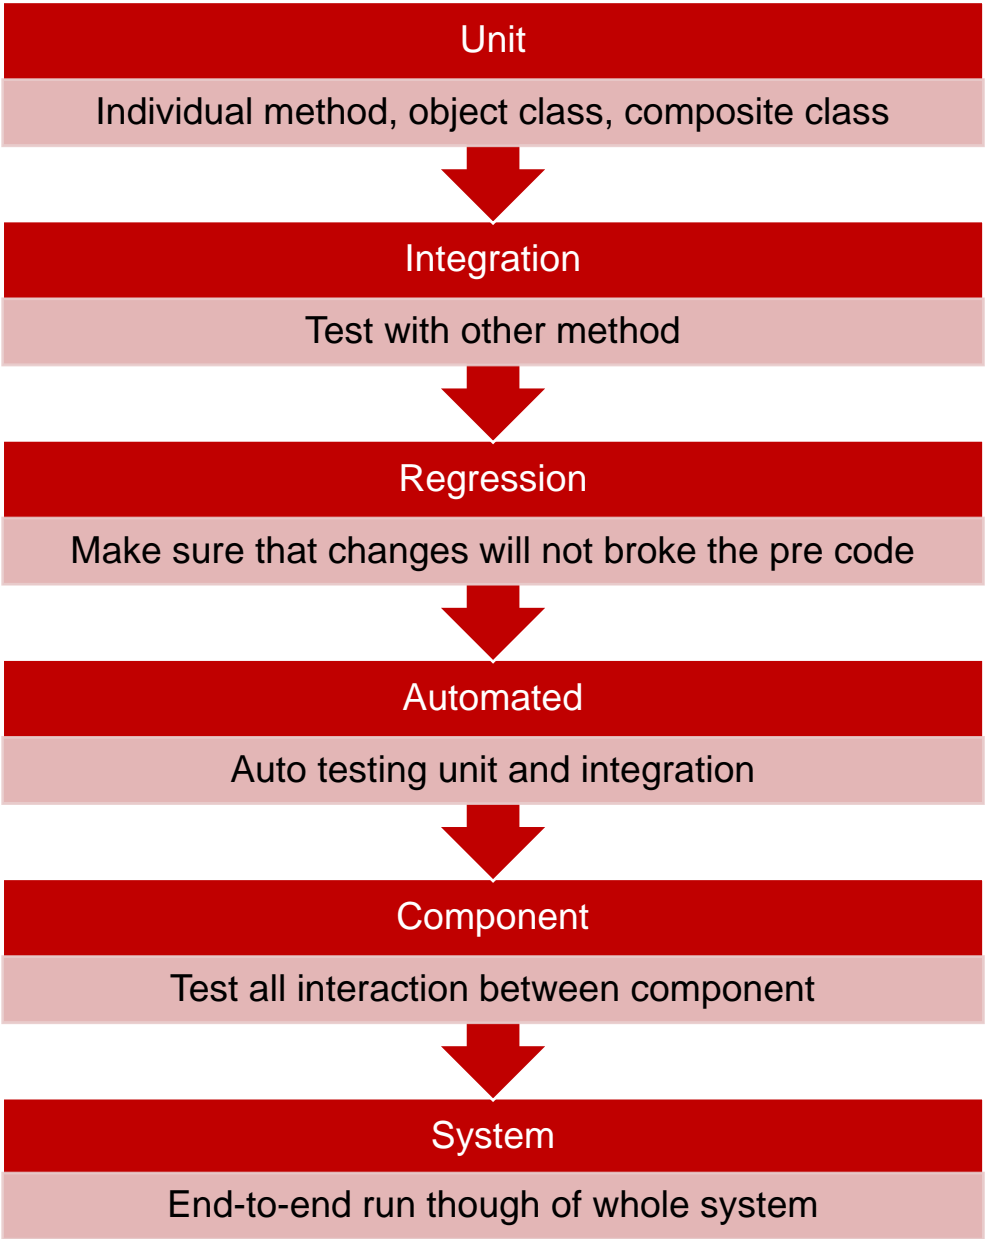 Unit
Individual method, object class, composite class
Integration
Test with other method
Regression
Make sure that changes will not broke the pre code
Automated
Auto testing unit and integration
Component
Test all interaction between component
System
End-to-end run though of whole system